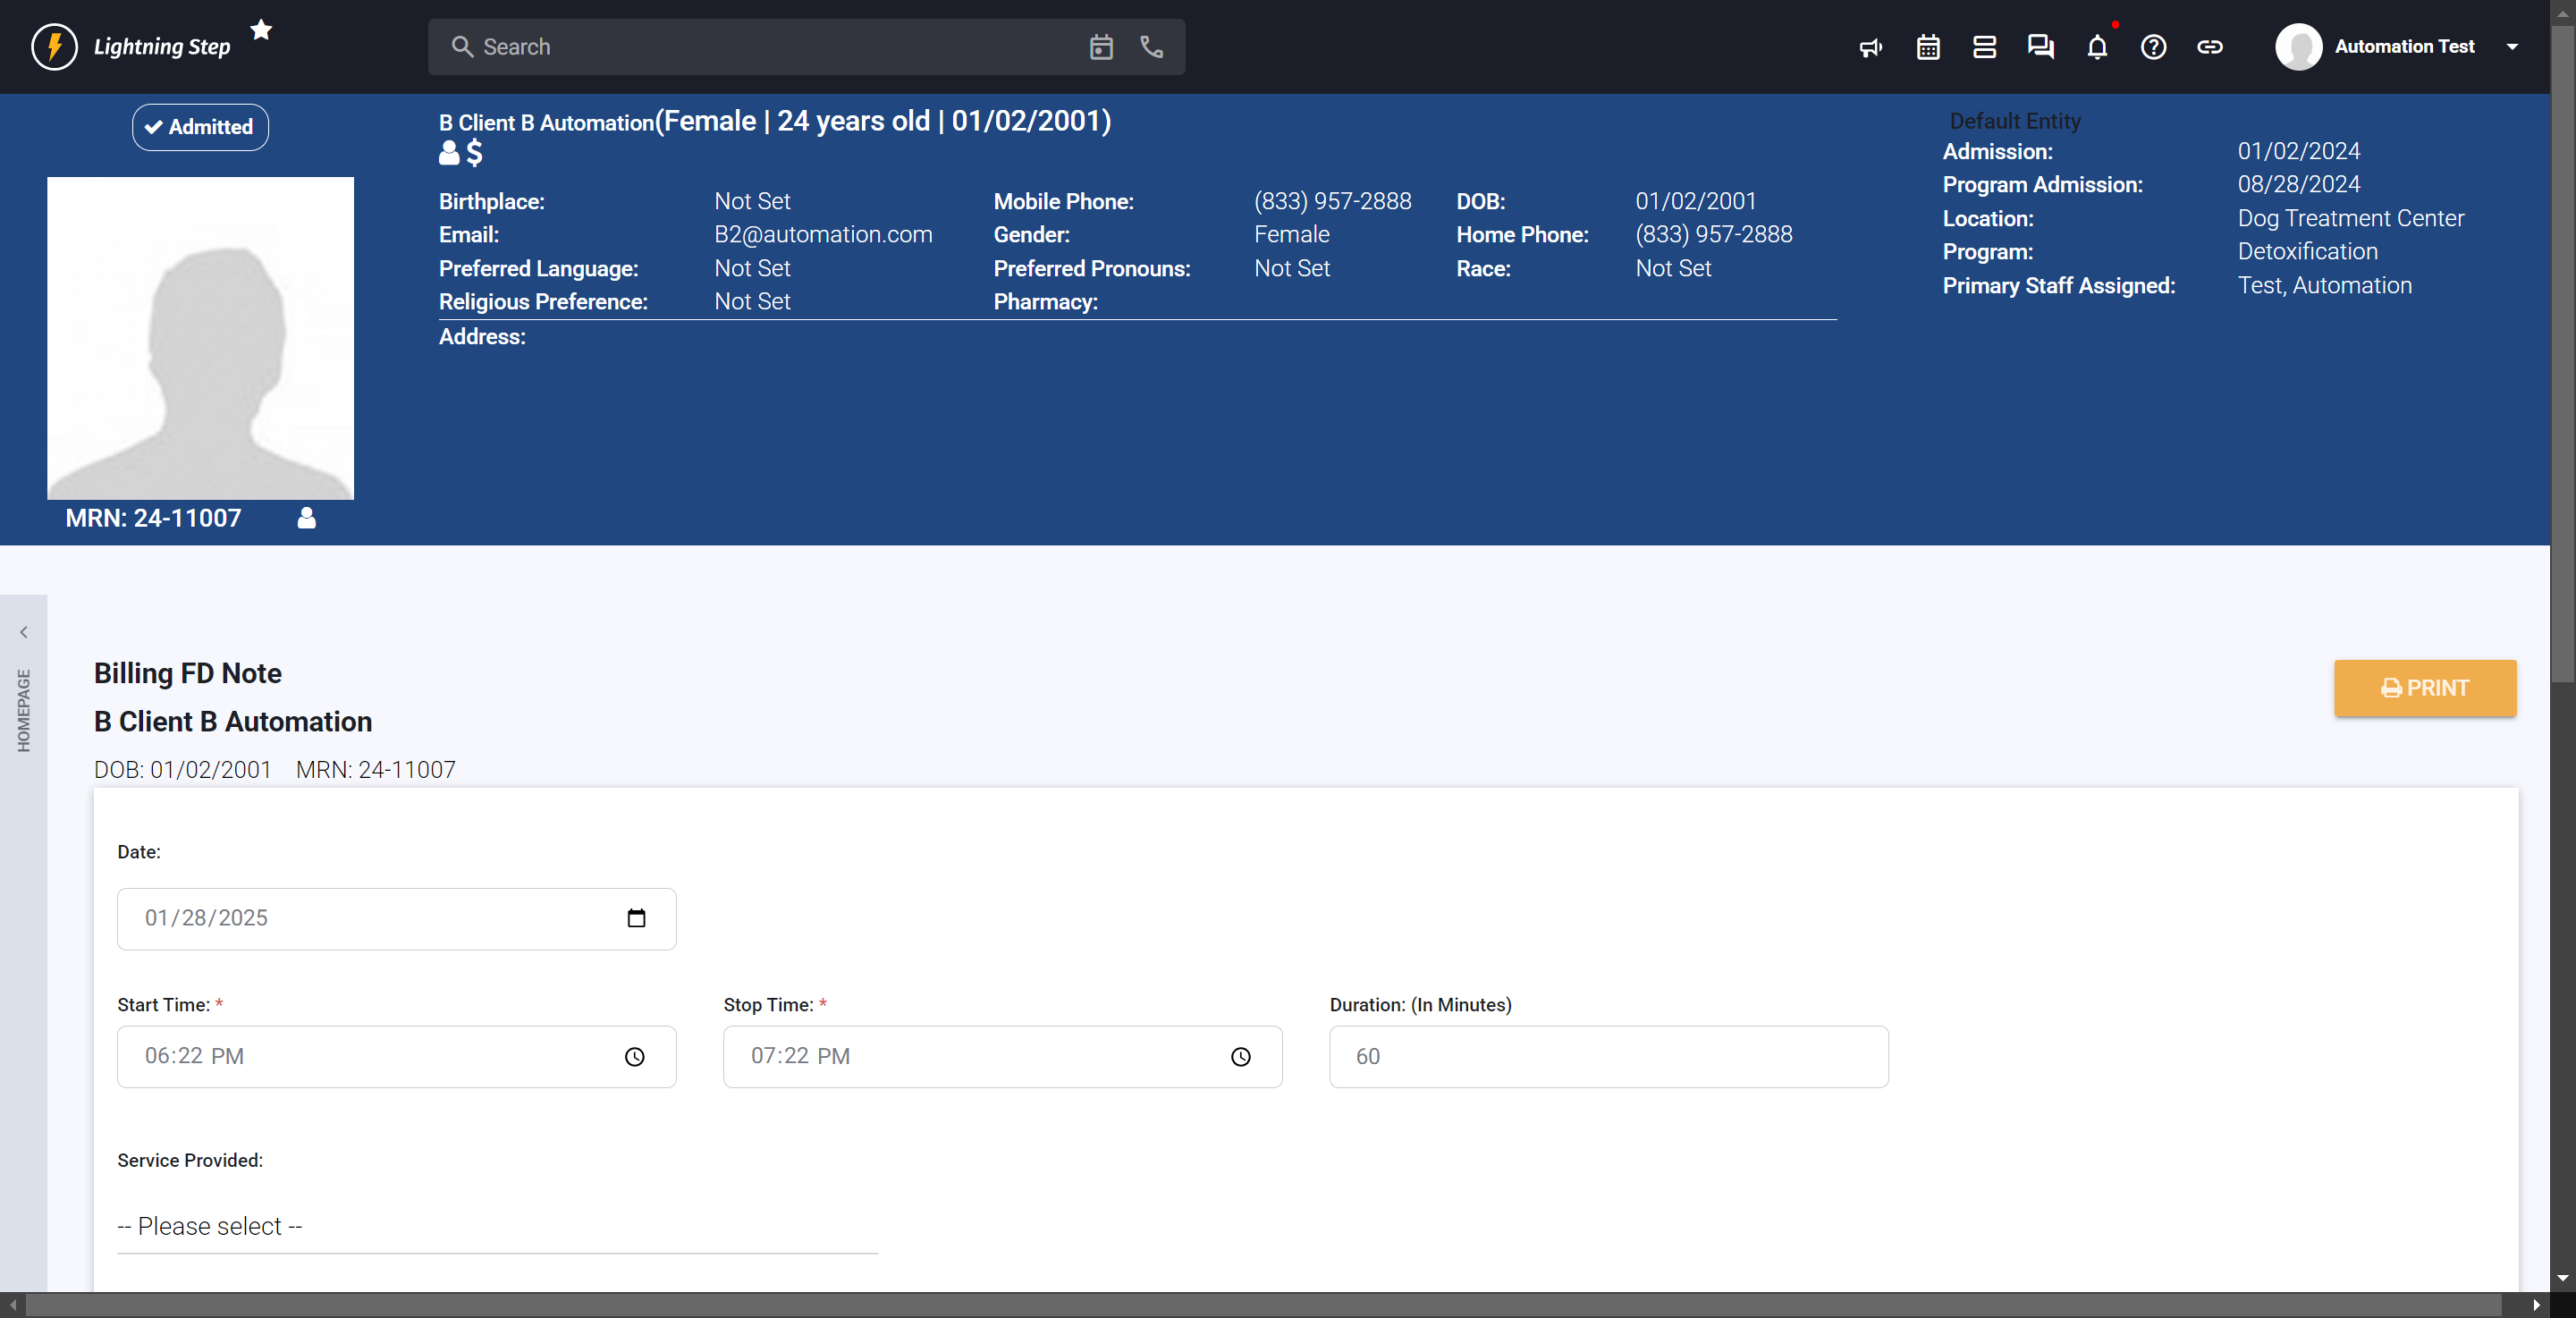 Lightning Step
Search
Automation Test
Admitted
B Client B Automation(Female | 24 years old | 01/02/2001)
Birthplace: Not Set Mobile Phone: (833) 957-2888 DOB: 01/02/2001
Email: B2@automation.com Gender: Female Home Phone: (833) 957-2888
Preferred Language: Not Set Preferred Pronouns: Not Set Race: Not Set
Religious Preference: Not Set Pharmacy:
Address:
Default Entity
Admission: 01/02/2024
Program Admission: 08/28/2024
Location: Dog Treatment Center
Program: Detoxification
Primary Staff Assigned: Test, Automation
MRN: 24-11007
HOMEPAGE
Billing FD Note
PRINT
B Client B Automation
DOB: 01/02/2001 MRN: 24-11007
Date:
01/28/2025
Start Time: * Stop Time: * Duration: (In Minutes)
06:22 PM 07:22 PM 60
Service Provided:
-- Please select --